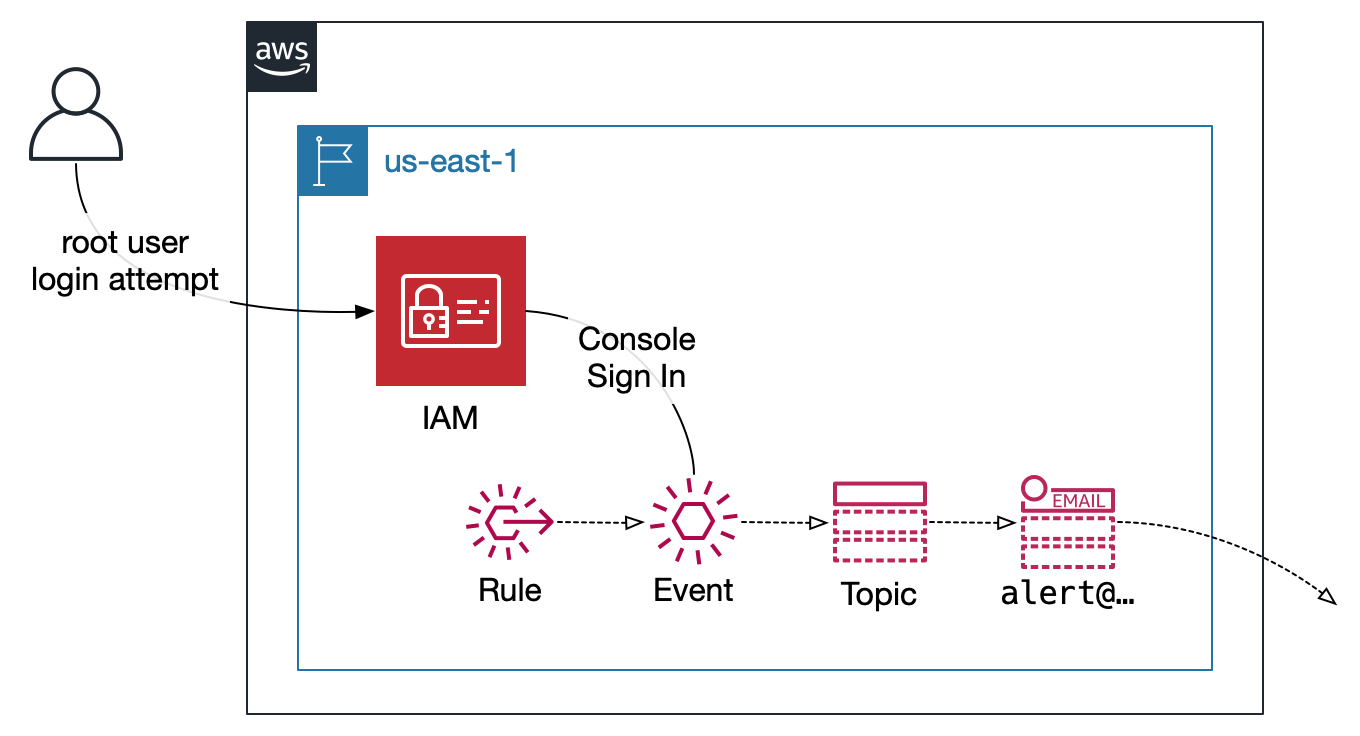 aws
us-east-1
root user
login attempt
Console
Sign In
IAM
EMAIL
Rule
Event
Topic
alert@…